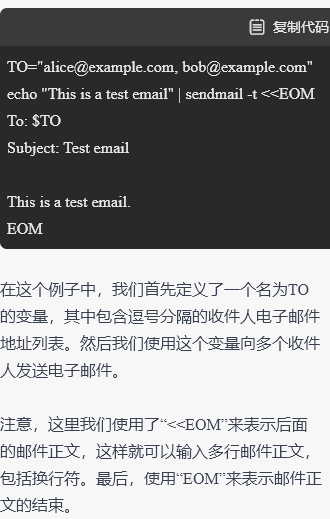 复制代码
TO="alice@example.com, bob@example.com"
echo "This is a test email" | sendmail -t <<EOM
To: $TO
Subject: Test email

This is a test email.
EOM

在这个例子中，我们首先定义了一个名为TO
的变量，其中包含逗号分隔的收件人电子邮件
地址列表。然后我们使用这个变量向多个收件
人发送电子邮件。

注意，这里我们使用了“<<EOM”来表示后面
的邮件正文，这样就可以输入多行邮件正文，
包括换行符。最后，使用“EOM”来表示邮件正
文的结束。